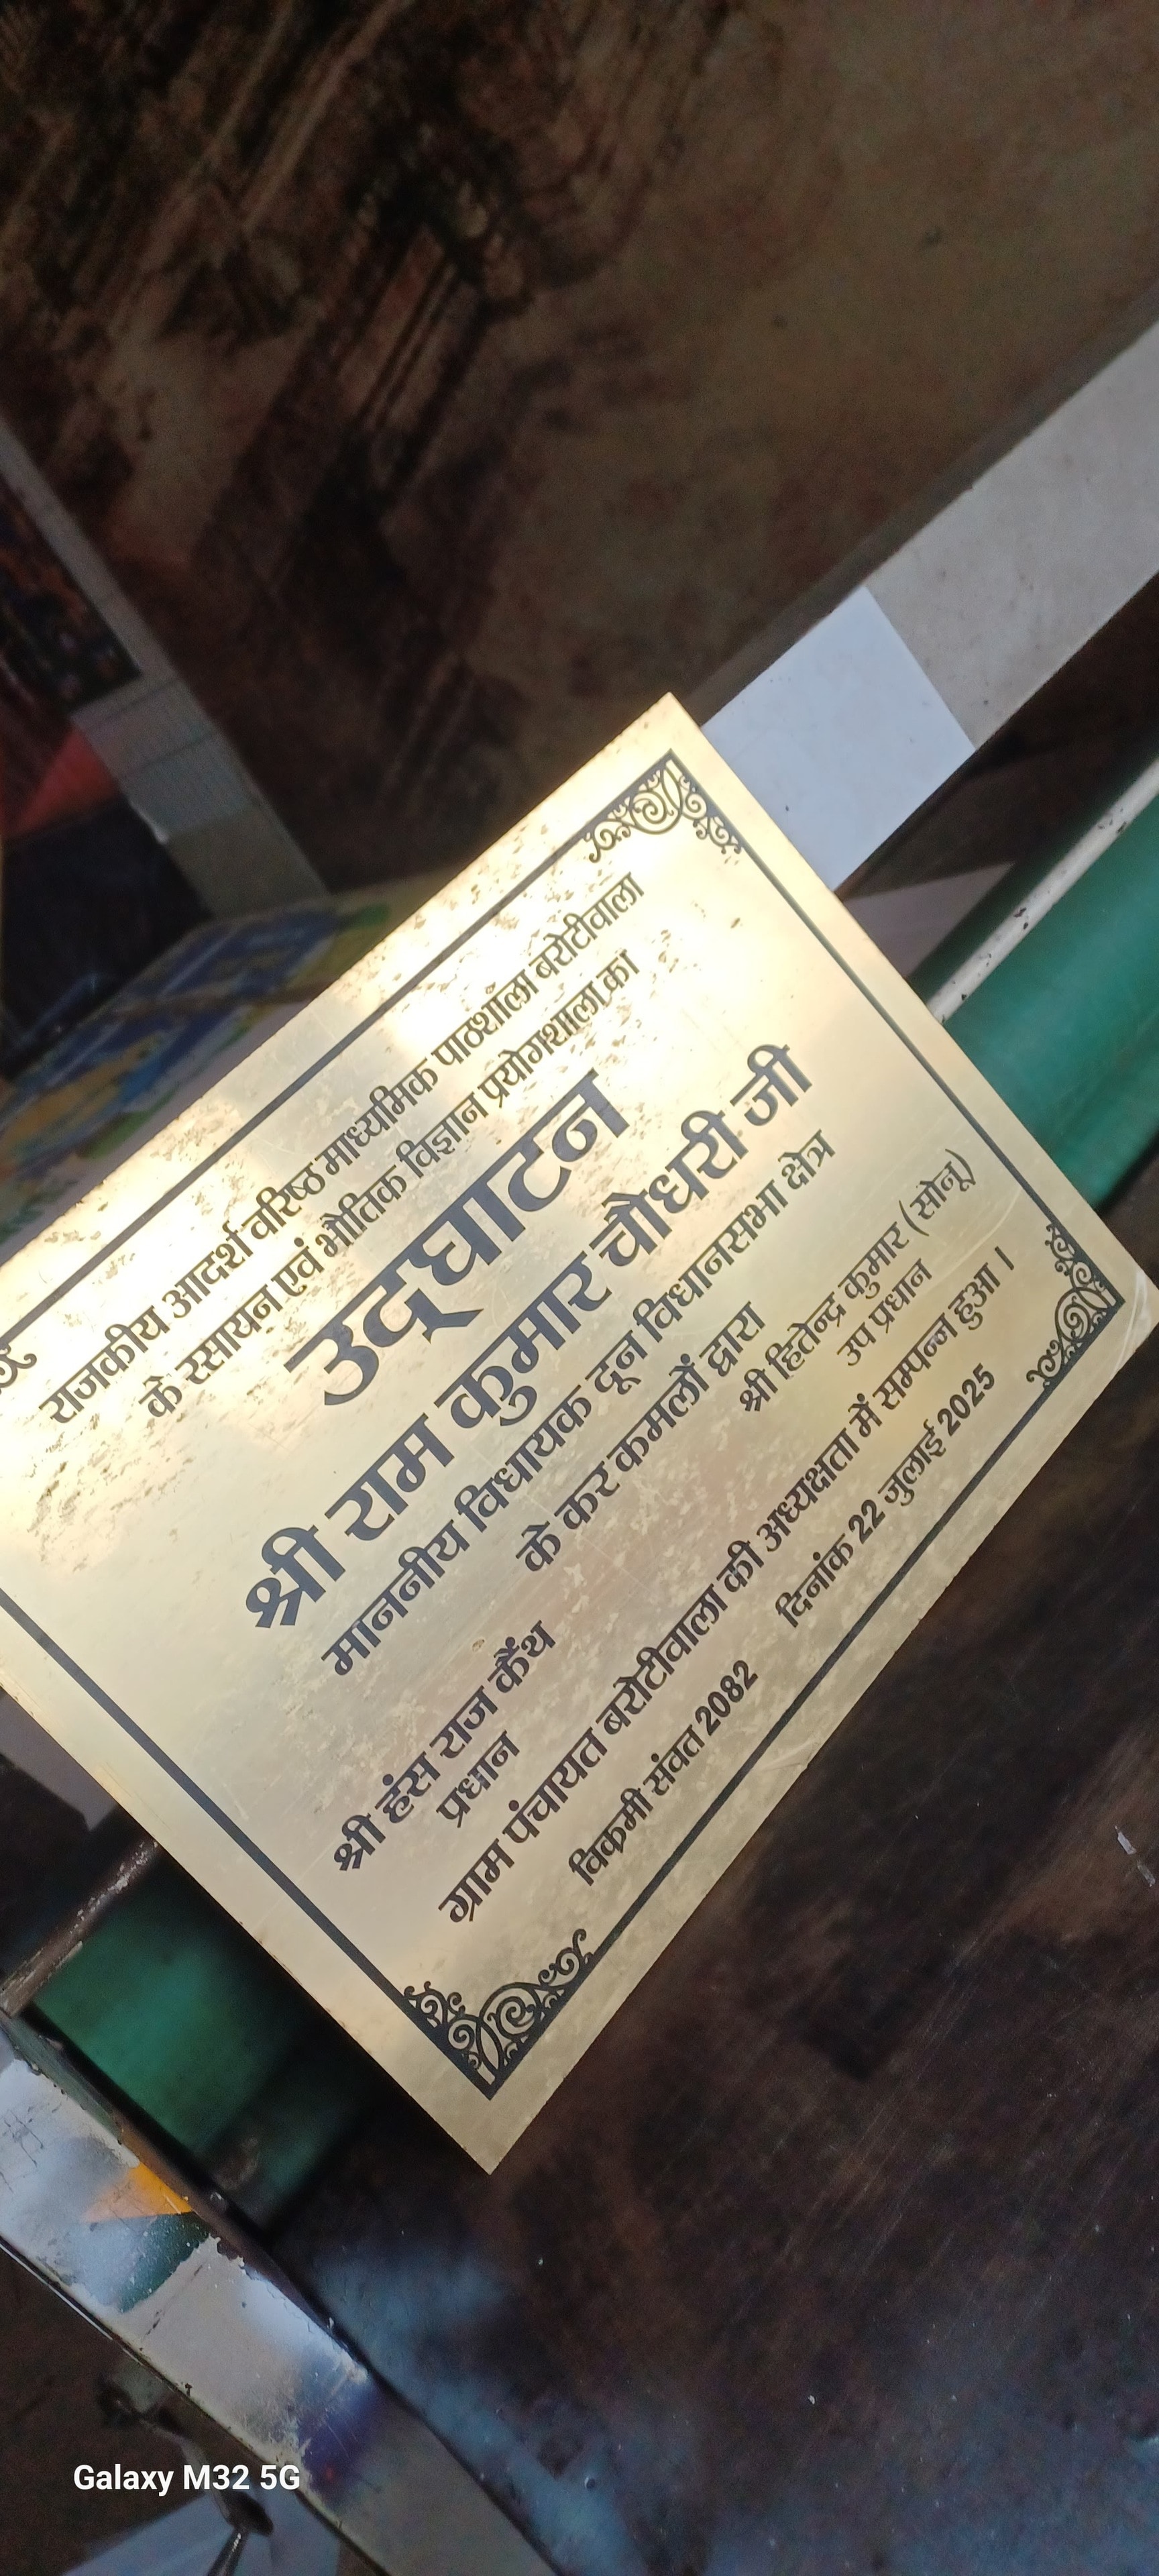 राजकीय आदर्श वरिष्ठ माध्यमिक पाठशाला बरोटीवाला
के रसायन एवं भौतिक विज्ञान प्रयोगशाला का
उद्घाटन
श्री राम कुमार चोधरी जी
माननीय विधायक दून विधानसभा क्षेत्र
के कर कमलों द्वारा
श्री हंस राज कैंथ श्री हितेन्द्र कुमार (सोनू)
प्रधान उप प्रधान
ग्राम पंचायत बरोटीवाला की अध्यक्षता में सम्पन्न हुआ ।
विकमी संवत 2082 दिनांक 22 जुलाई 2025
Galaxy M32 5G